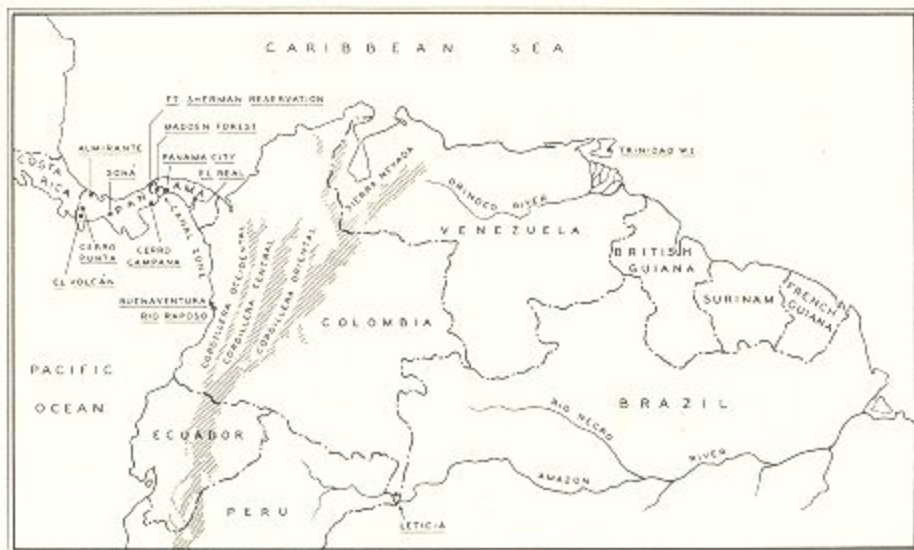 CARIBBEAN SEA
FT. SHERMAN RESERVATION
MADDEN FOREST
ALMIRANTE
PANAMA CITY
SONÁ
EL REAL
COSTA
RICA
PANAMA
CANAL ZONE
CERRO
PUNTA
CERRO
CAMPANA
EL VOLCÁN
BUENAVENTURA
RIO RAPOSO
SIERRA NEVADA
ORINOCO RIVER
TRINIDAD W.I.
VENEZUELA
BRITISH
GUIANA
SURINAM
FRENCH
GUIANA
CORDILLERA OCCIDENTAL
CORDILLERA CENTRAL
CORDILLERA ORIENTAL
COLOMBIA
PACIFIC
OCEAN
BRAZIL
RIO NEGRO
ECUADOR
AMAZON RIVER
PERU
LETICIA